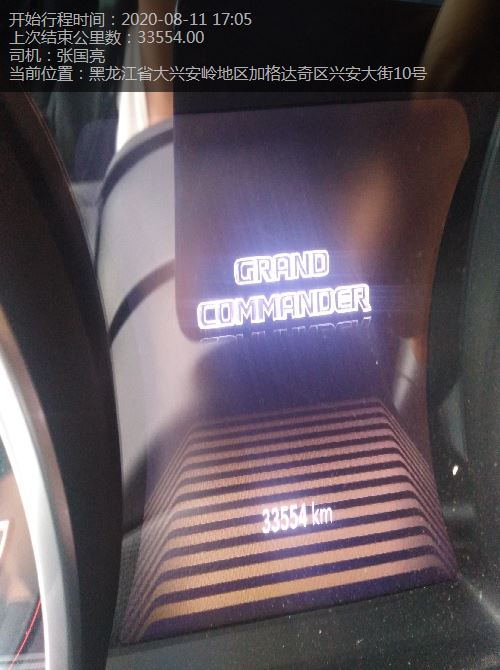 开始行程时间：2020-08-11 17:05
上次结束公里数：33554.00
司机：张国亮
当前位置：黑龙江省大兴安岭地区加格达奇区兴安大街10号
GRAND
COMMANDER
33554 km